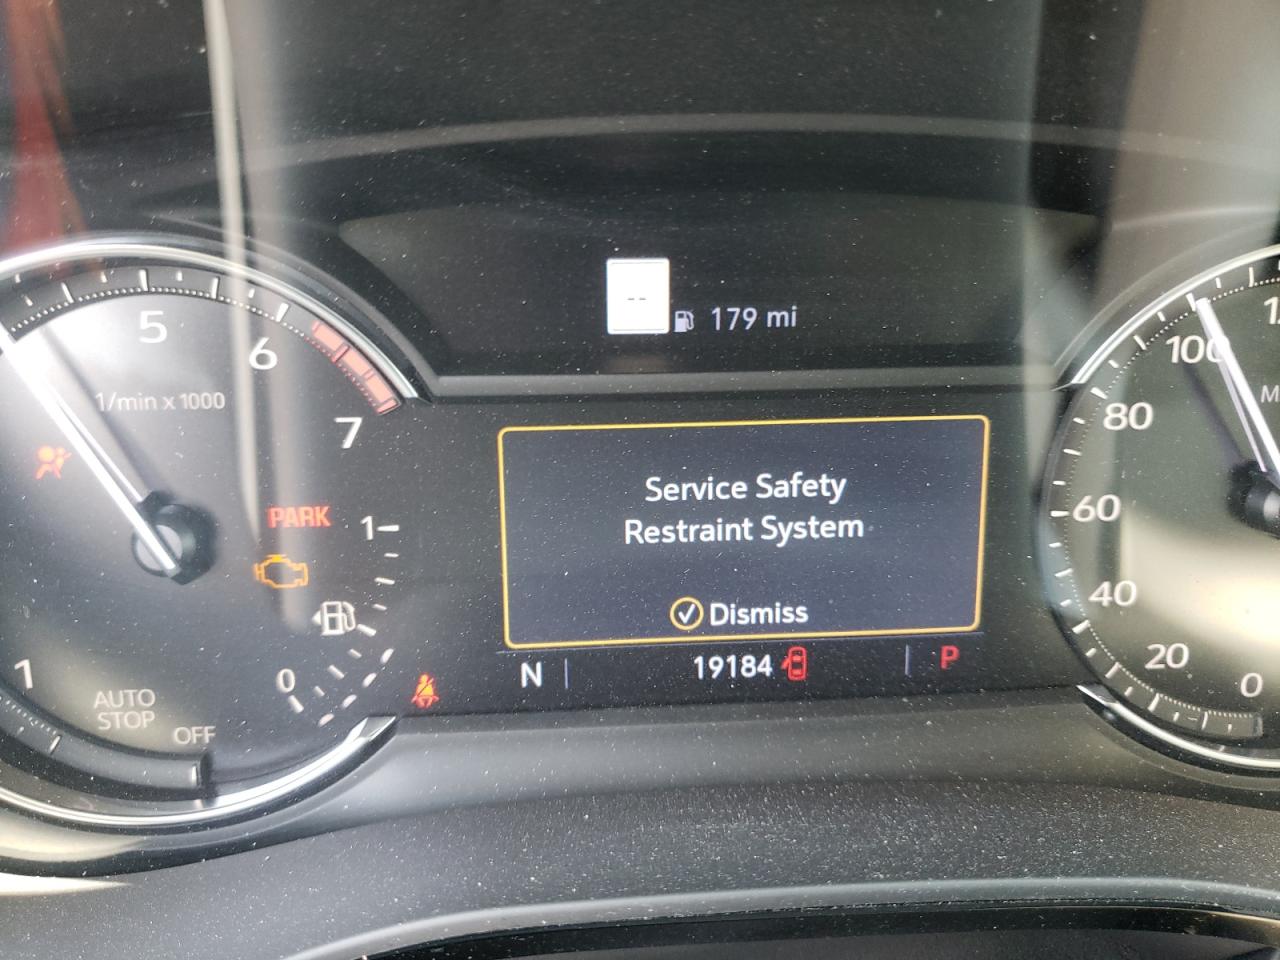 179 mi
--
5
6
7
1/min x 1000
PARK
1
0
1
AUTO
STOP
OFF
Service Safety
Restraint System
Dismiss
N
19184
P
100
80
60
40
20
0